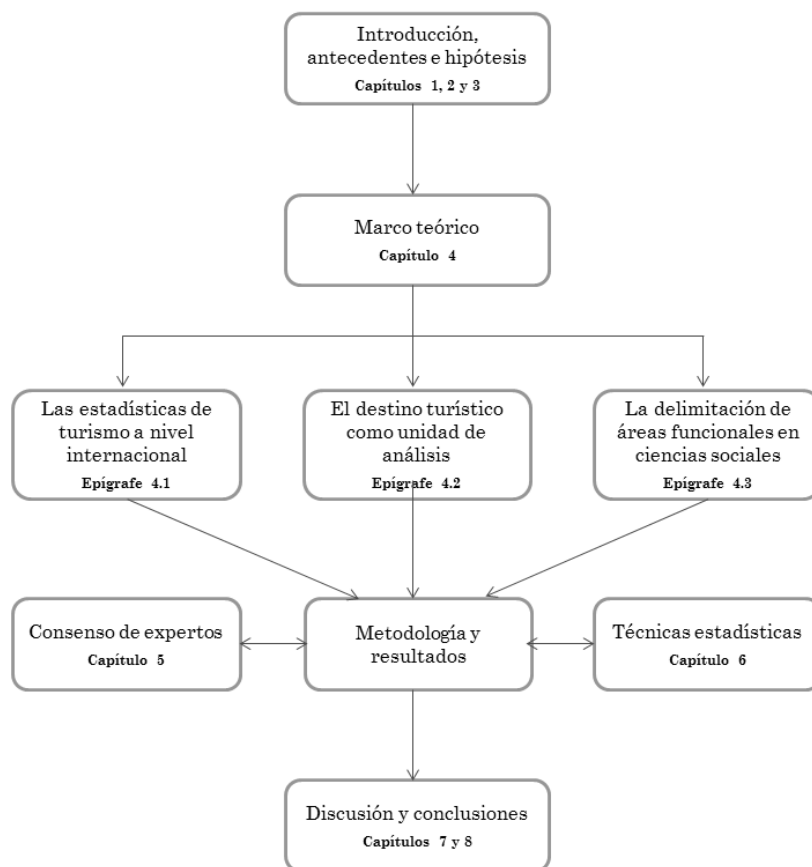 Introducción,
antecedentes e hipótesis
Capítulos 1, 2 y 3
Marco teórico
Capítulo 4
Las estadísticas de
turismo a nivel
internacional
Epígrafe 4.1
El destino turístico
como unidad de
análisis
Epígrafe 4.2
La delimitación de
áreas funcionales en
ciencias sociales
Epígrafe 4.3
Consenso de expertos
Capítulo 5
Metodología y
resultados
Técnicas estadísticas
Capítulo 6
Discusión y conclusiones
Capítulos 7 y 8